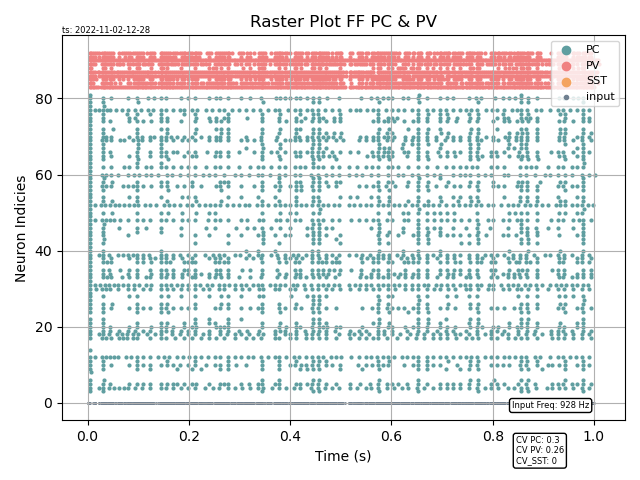 Raster Plot FF PC & PV
ts: 2022-11-02-12-28
PC
PV
SST
input
Neuron Indicies
80
60
40
20
0
Input Freq: 928 Hz
0.0 0.2 0.4 0.6 0.8 1.0
Time (s)
CV PC: 0.3
CV PV: 0.26
CV_SST: 0